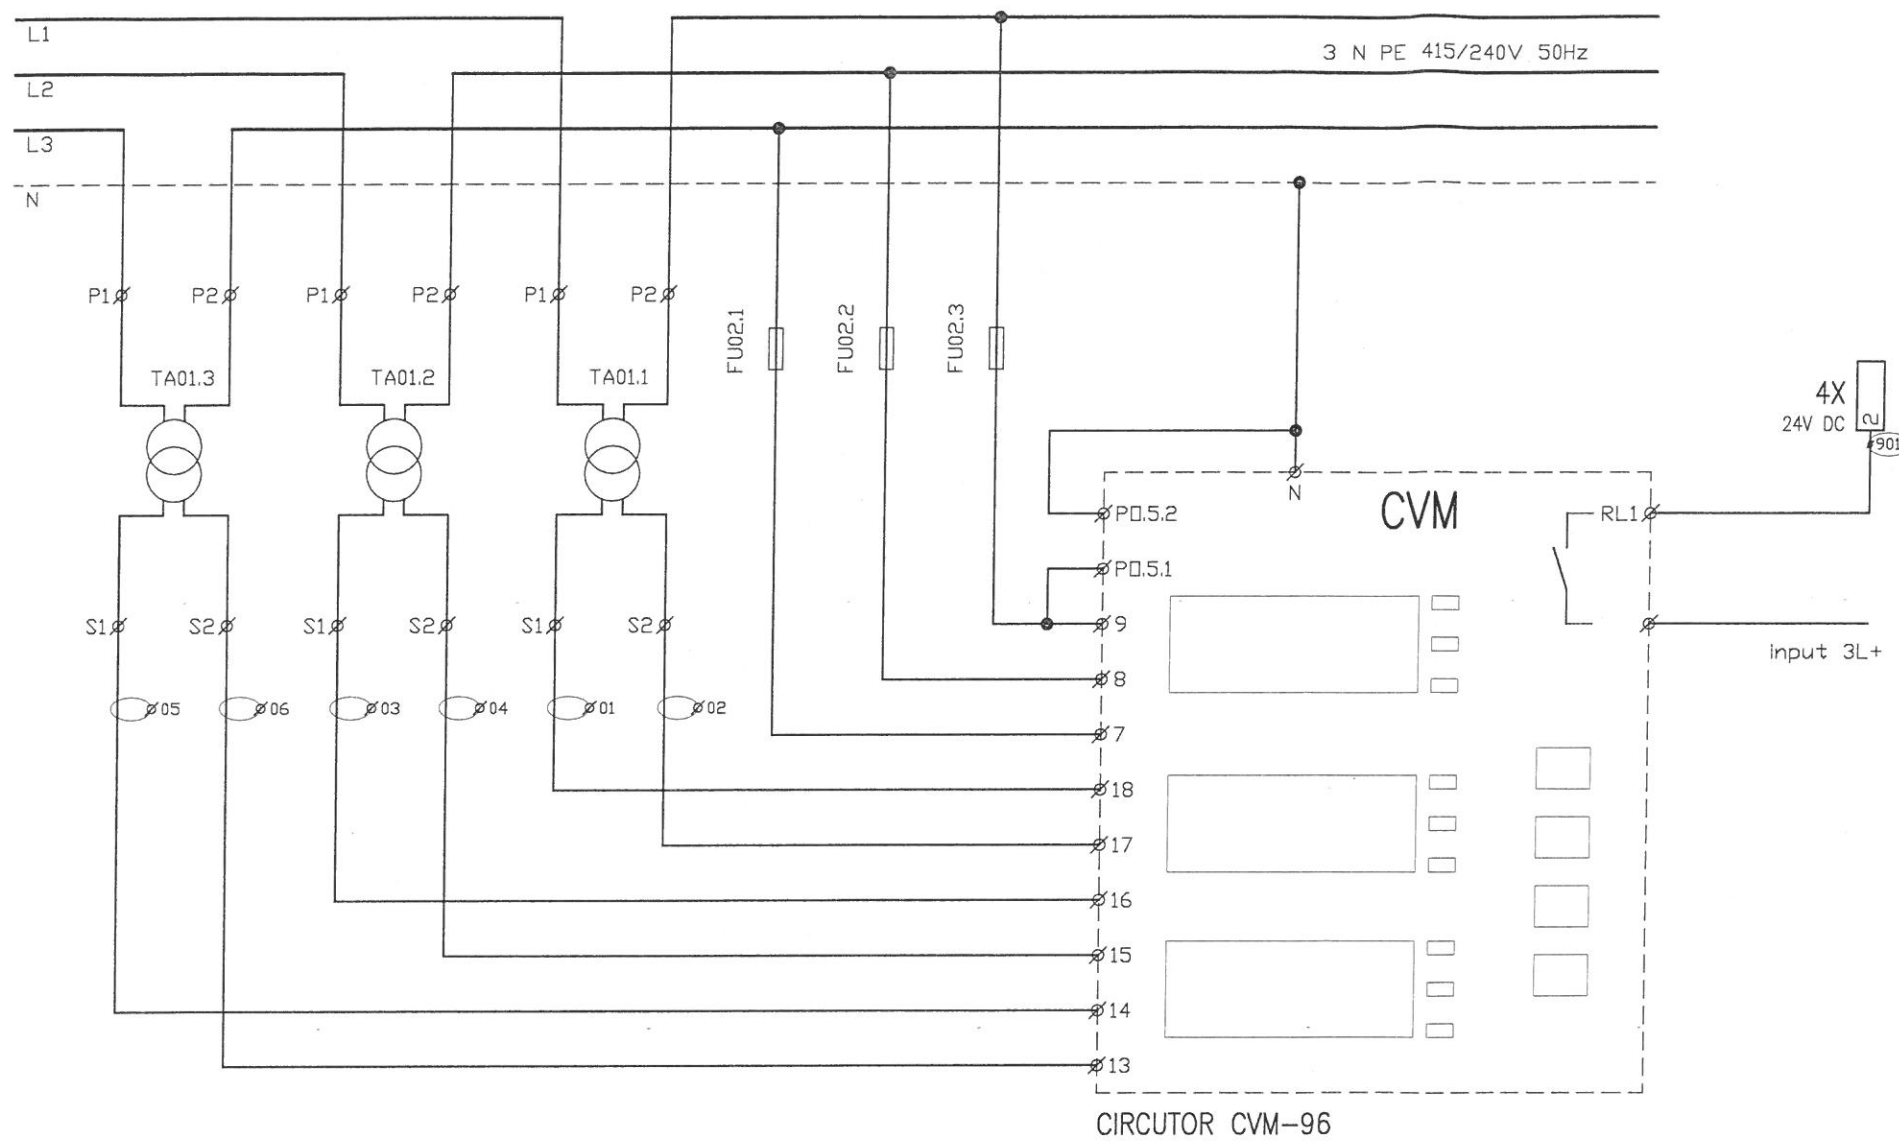 L1
3 N PE 415/240V 50Hz
L2
L3
N
P1 P2 P1 P2 P1 P2
FU02.1 FU02.2 FU02.3
TA01.3 TA01.2 TA01.1
4X
24V DC 2
901
N
CVM
PO.5.2
RL1
PO.5.1
S1 S2 S1 S2 S1 S2
9
input 3L+
8
05 06 03 04 01 02
7
18
17
16
15
14
13
CIRCUTOR CVM-96